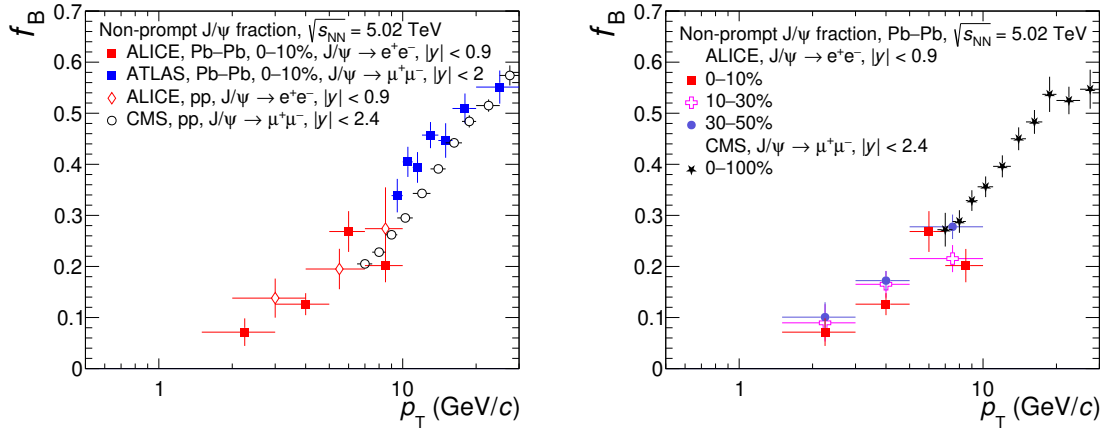 f_B
Non-prompt J/ψ fraction, √s_NN = 5.02 TeV
ALICE, Pb–Pb, 0–10%, J/ψ → e⁺e⁻, |y| < 0.9
ATLAS, Pb–Pb, 0–10%, J/ψ → μ⁺μ⁻, |y| < 2
ALICE, pp, J/ψ → e⁺e⁻, |y| < 0.9
CMS, pp, J/ψ → μ⁺μ⁻, |y| < 2.4
0.7
0.6
0.5
0.4
0.3
0.2
0.1
0
1
10
p_T (GeV/c)
f_B
Non-prompt J/ψ fraction, Pb–Pb, √s_NN = 5.02 TeV
ALICE, J/ψ → e⁺e⁻, |y| < 0.9
0–10%
10–30%
30–50%
CMS, J/ψ → μ⁺μ⁻, |y| < 2.4
0–100%
0.7
0.6
0.5
0.4
0.3
0.2
0.1
0
1
10
p_T (GeV/c)